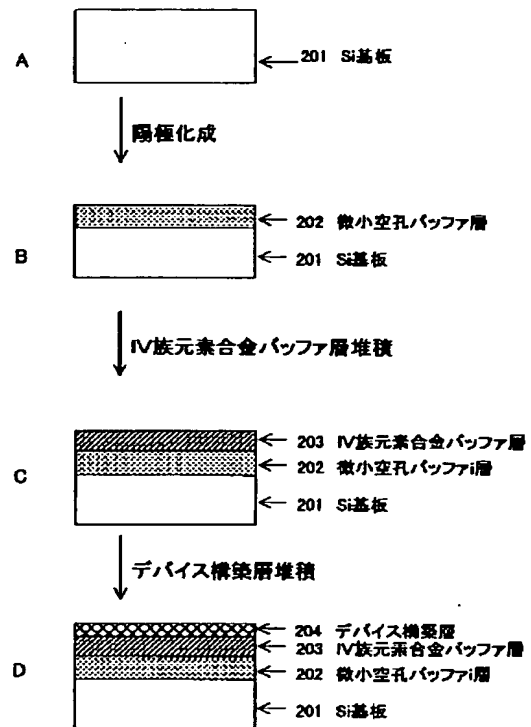 A
201 Si基板
陽極化成
202 微小空孔バッファ層
B
201 Si基板
IV族元素合金バッファ層堆積
203 IV族元素合金バッファ層
202 微小空孔バッファi層
C
201 Si基板
デバイス構築層堆積
204 デバイス構築層
203 IV族元素合金バッファ層
D
202 微小空孔バッファi層
201 Si基板